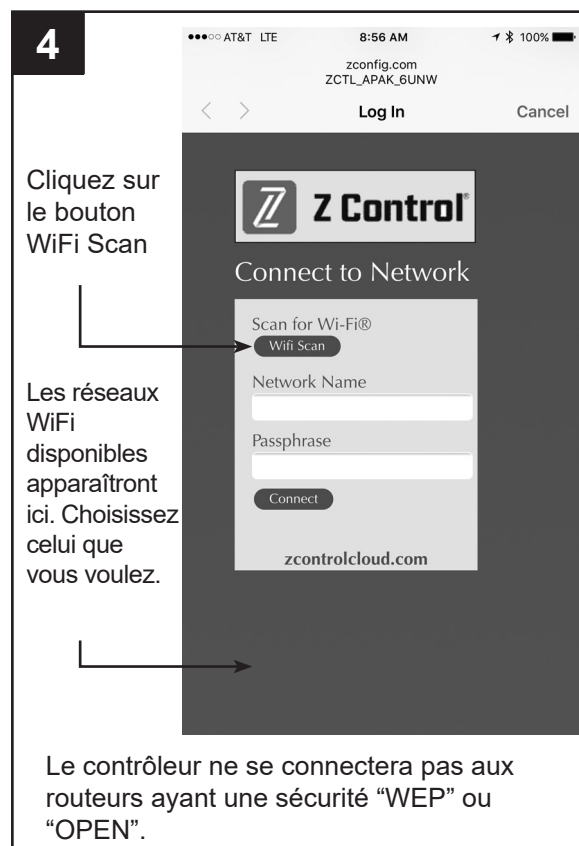 4
AT&T LTE 8:56 AM 100%
zconfig.com
ZCTL_APAK_6UNW
< > Log In Cancel
Cliquez sur
le bouton
WiFi Scan
Z Control®
Connect to Network
Scan for Wi-Fi®
Wifi Scan
Network Name
Passphrase
Connect
zcontrolcloud.com
Les réseaux
WiFi
disponibles
apparaîtront
ici. Choisissez
celui que
vous voulez.
Le contrôleur ne se connectera pas aux
routeurs ayant une sécurité “WEP” ou
“OPEN”.